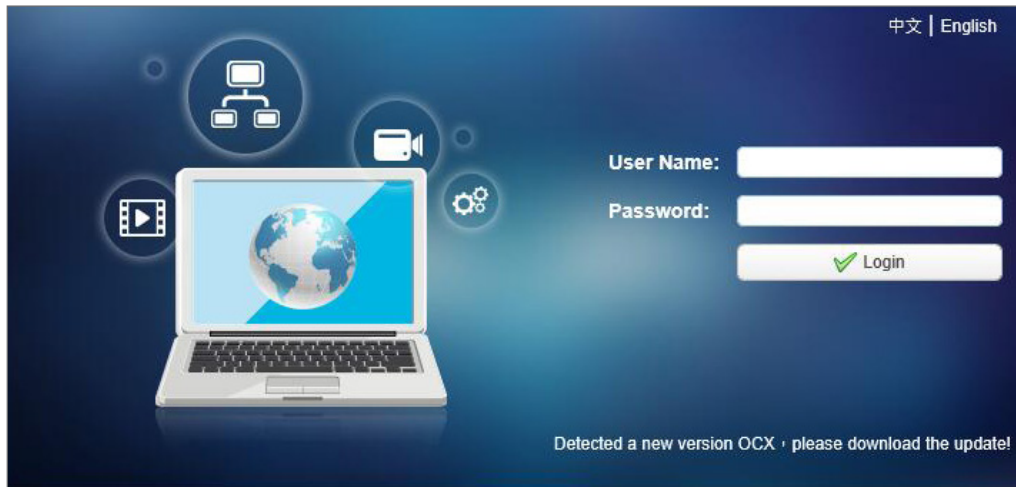 中文 | English
User Name:
Password:
Login
Detected a new version OCX，please download the update!